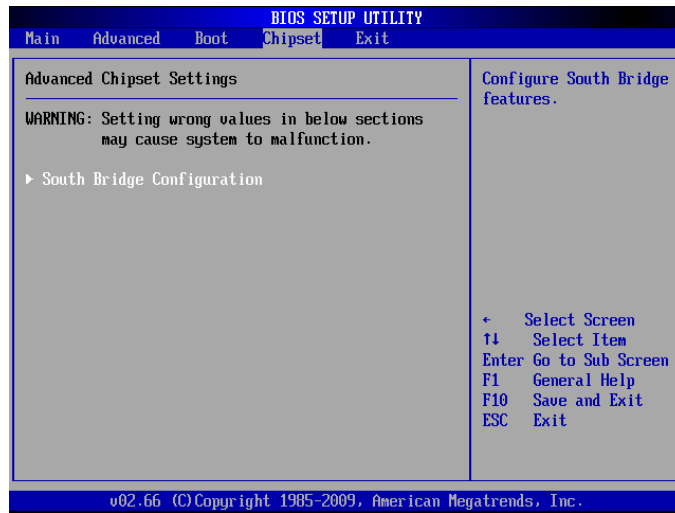 BIOS SETUP UTILITY
Main Advanced Boot Chipset Exit
Advanced Chipset Settings
WARNING: Setting wrong values in below sections
may cause system to malfunction.
▶ South Bridge Configuration
Configure South Bridge
features.
← Select Screen
↑↓ Select Item
Enter Go to Sub Screen
F1 General Help
F10 Save and Exit
ESC Exit
v02.66 (C)Copyright 1985-2009, American Megatrends, Inc.